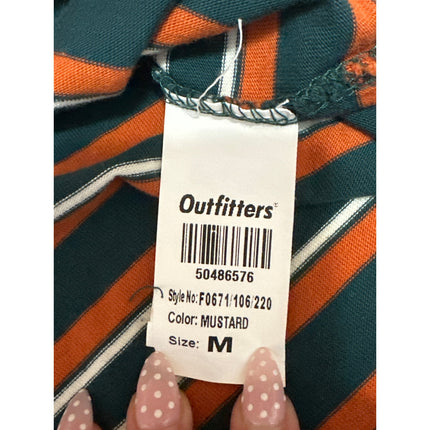 Outfitters
50486576
Style No: F0671/106/220
Color: MUSTARD
Size: M